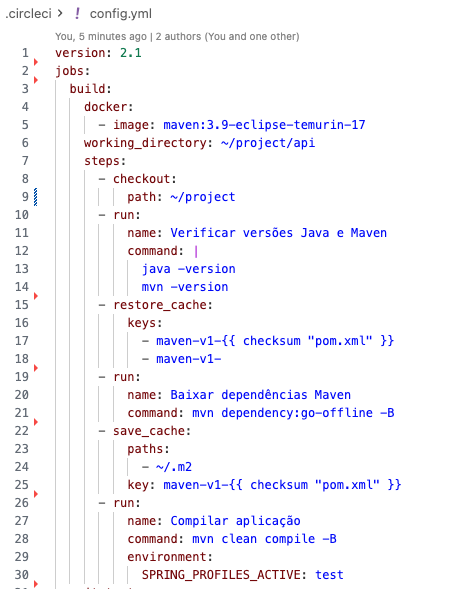 .circleci > ! config.yml
You, 5 minutes ago | 2 authors (You and one other)
1 version: 2.1
2 jobs:
3 build:
4 docker:
5 - image: maven:3.9-eclipse-temurin-17
6 working_directory: ~/project/api
7 steps:
8 - checkout:
9 path: ~/project
10 - run:
11 name: Verificar versões Java e Maven
12 command: |
13 java -version
14 mvn -version
15 - restore_cache:
16 keys:
17 - maven-v1-{{ checksum "pom.xml" }}
18 - maven-v1-
19 - run:
20 name: Baixar dependências Maven
21 command: mvn dependency:go-offline -B
22 - save_cache:
23 paths:
24 - ~/.m2
25 key: maven-v1-{{ checksum "pom.xml" }}
26 - run:
27 name: Compilar aplicação
28 command: mvn clean compile -B
29 environment:
30 SPRING_PROFILES_ACTIVE: test